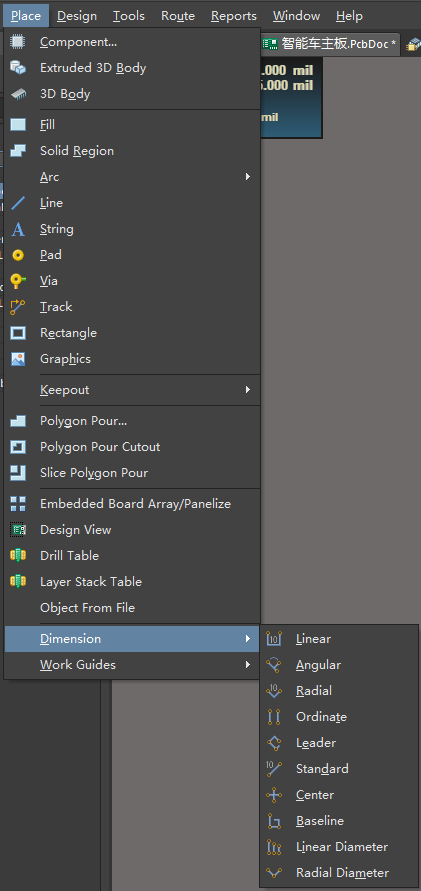 Place Design Tools Route Reports Window Help
智能车主板.PcbDoc *
.000 mil
5.000 mil
mil
Component...
Extruded 3D Body
3D Body
Fill
Solid Region
Arc
Line
String
Pad
Via
Track
Rectangle
Graphics
Keepout
Polygon Pour...
Polygon Pour Cutout
Slice Polygon Pour
Embedded Board Array/Panelize
Design View
Drill Table
Layer Stack Table
Object From File
Dimension
Work Guides
Linear
Angular
Radial
Ordinate
Leader
Standard
Center
Baseline
Linear Diameter
Radial Diameter